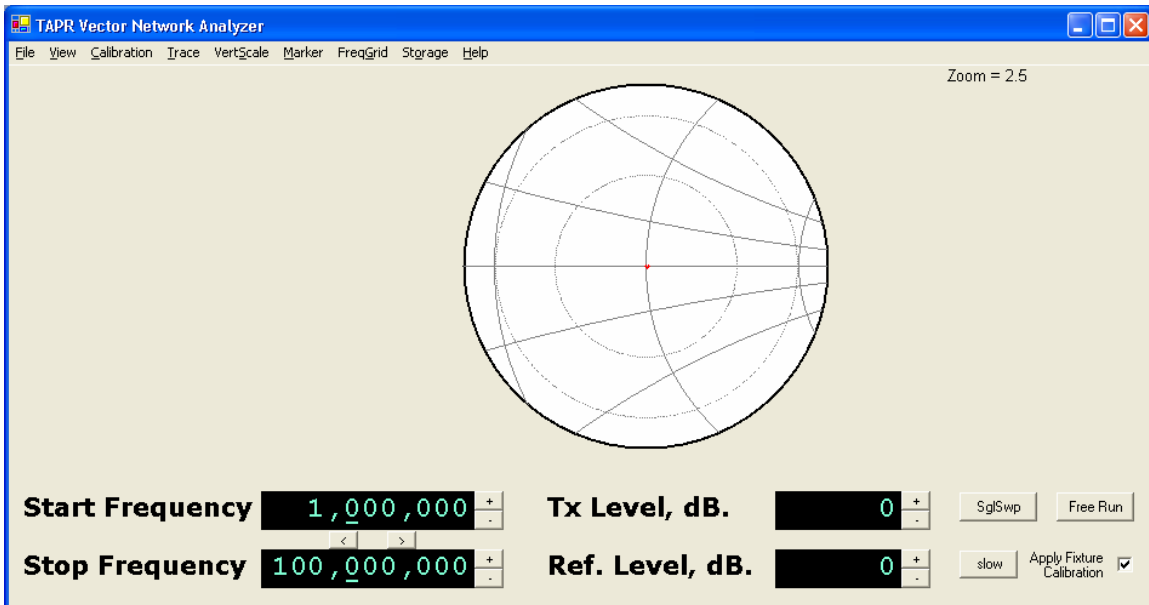 TAPR Vector Network Analyzer
File View Calibration Trace VertScale Marker FreqGrid Storage Help
Zoom = 2.5
Start Frequency 1,000,000 + - Tx Level, dB. 0 + - SglSwp Free Run
< >
Stop Frequency 100,000,000 + - Ref. Level, dB. 0 + - slow Apply Fixture Calibration